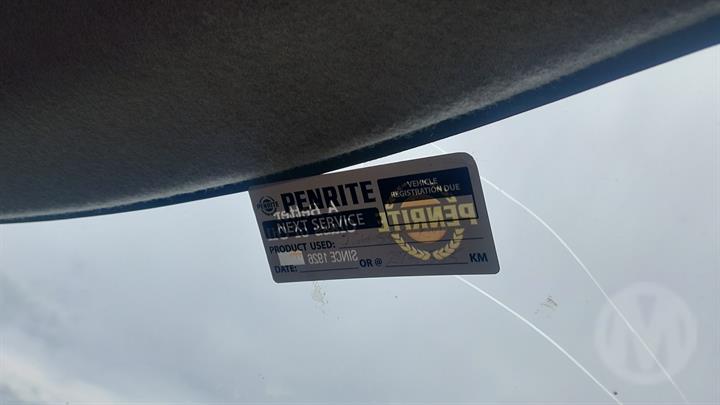 PENRITE
VEHICLE
REGISTRATION DUE
NEXT SERVICE
PENRITE
PRODUCT USED:
SINCE 1926
DATE: OR @ KM
M